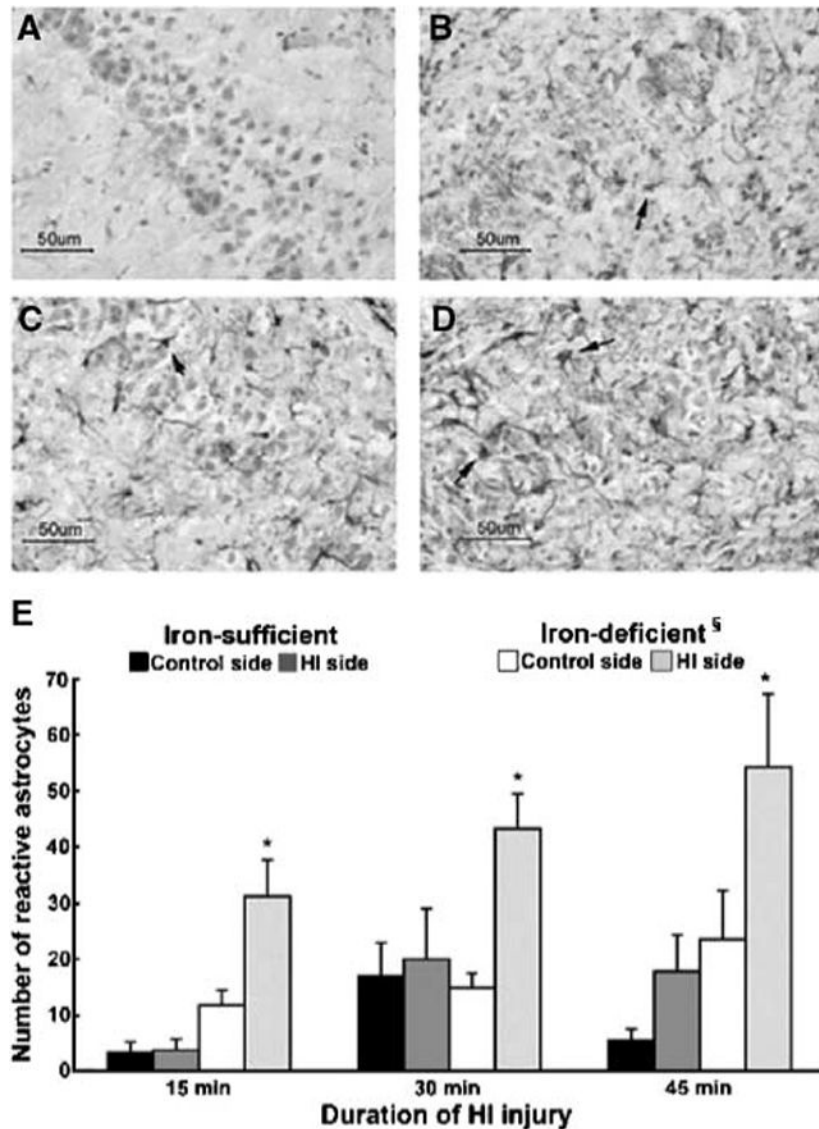 A
B
50um
50um
C
D
50um
50um
E
Iron-sufficient
Iron-deficient §
Control side HI side
Control side HI side
Number of reactive astrocytes
70
60
50
40
30
20
10
0
*
*
*
15 min
30 min
45 min
Duration of HI injury